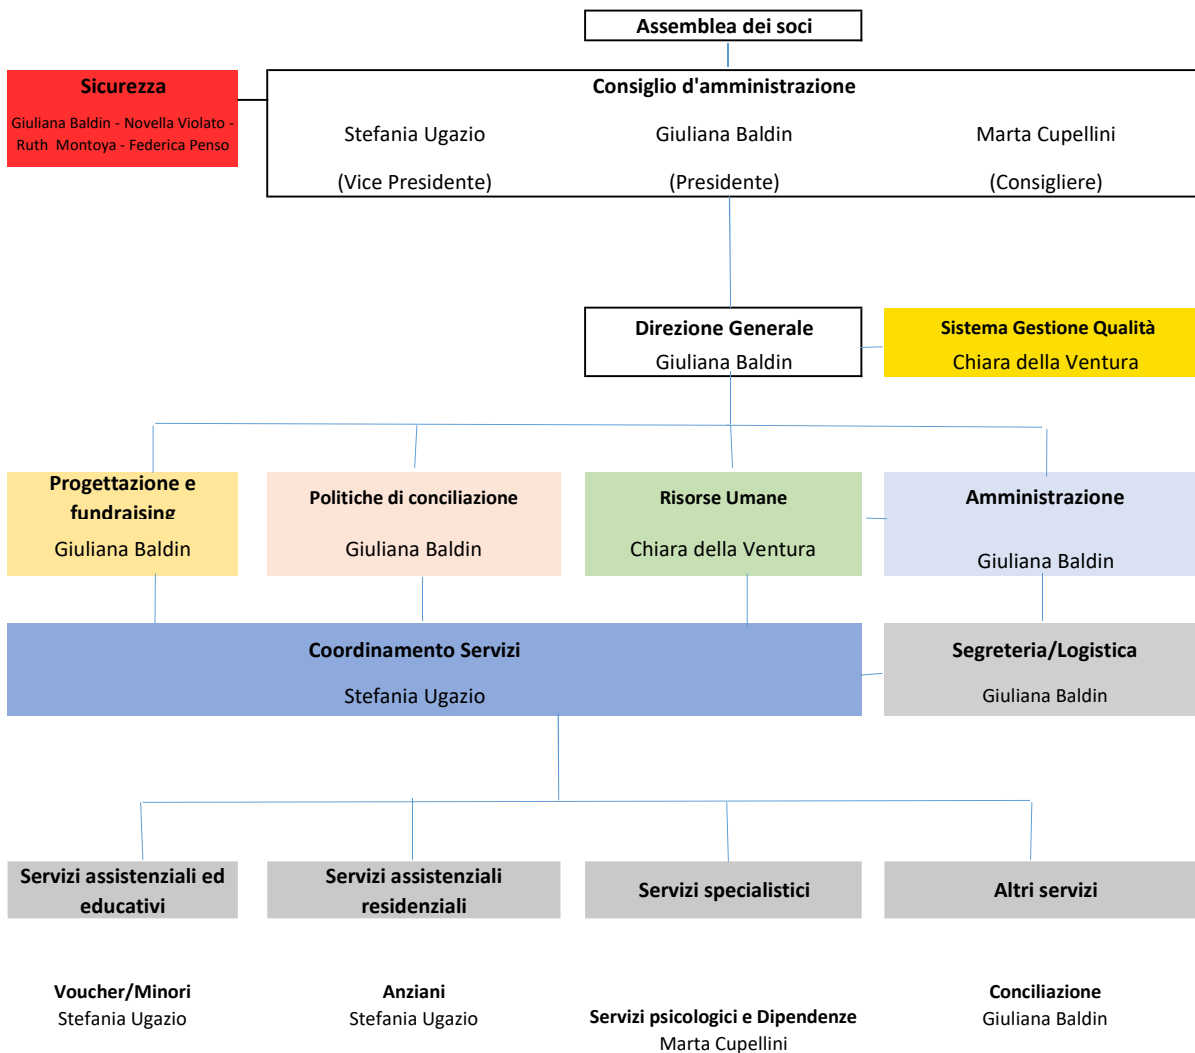 Assemblea dei soci
Sicurezza
Giuliana Baldin - Novella Violato -
Ruth Montoya - Federica Penso
Consiglio d'amministrazione
Stefania Ugazio
Giuliana Baldin
Marta Cupellini
(Vice Presidente)
(Presidente)
(Consigliere)
Direzione Generale
Giuliana Baldin
Sistema Gestione Qualità
Chiara della Ventura
Progettazione e
fundraising
Giuliana Baldin
Politiche di conciliazione
Giuliana Baldin
Risorse Umane
Chiara della Ventura
Amministrazione
Giuliana Baldin
Coordinamento Servizi
Stefania Ugazio
Segreteria/Logistica
Giuliana Baldin
Servizi assistenziali ed
educativi
Servizi assistenziali
residenziali
Servizi specialistici
Altri servizi
Voucher/Minori
Stefania Ugazio
Anziani
Stefania Ugazio
Servizi psicologici e Dipendenze
Marta Cupellini
Conciliazione
Giuliana Baldin